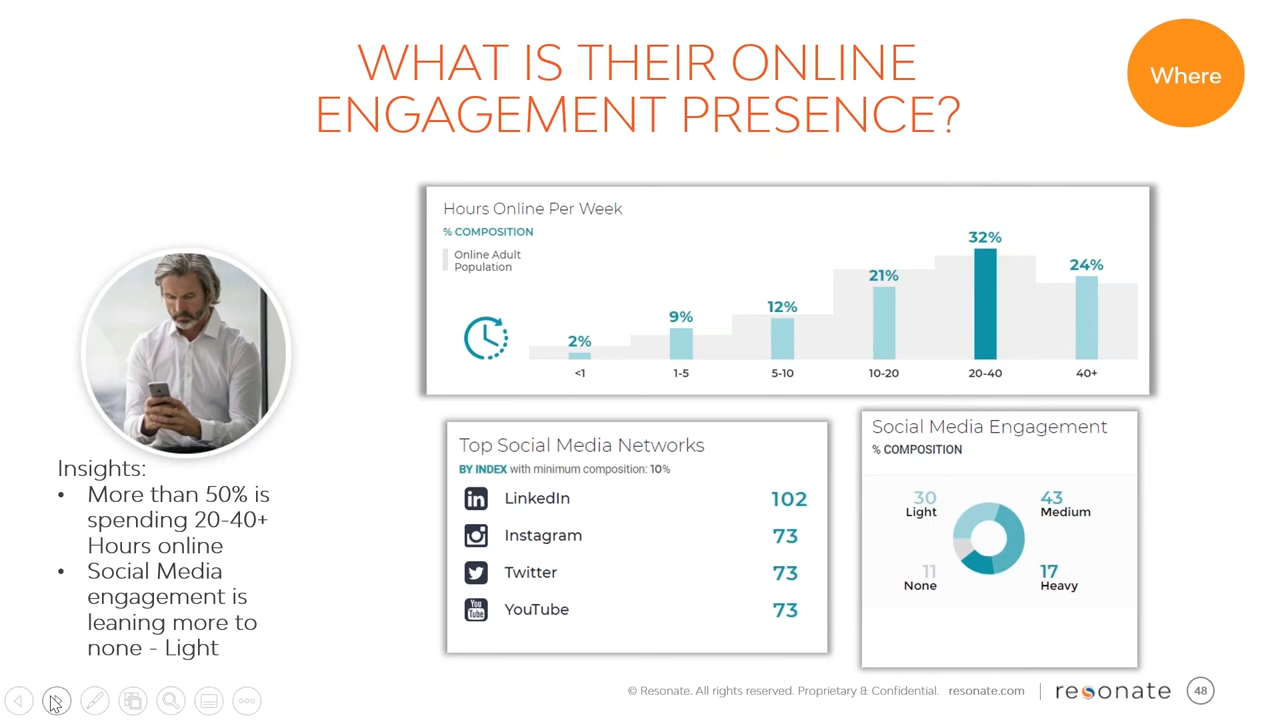 WHAT IS THEIR ONLINE
ENGAGEMENT PRESENCE?
Where
Hours Online Per Week
% COMPOSITION
Online Adult
Population
2%
9%
12%
21%
32%
24%
<1
1-5
5-10
10-20
20-40
40+
Insights:
• More than 50% is
spending 20-40+
Hours online
• Social Media
engagement is
leaning more to
none - Light
Top Social Media Networks
BY INDEX with minimum composition: 10%
in LinkedIn 102
Instagram 73
Twitter 73
You Tube YouTube 73
Social Media Engagement
% COMPOSITION
30
Light
43
Medium
11
None
17
Heavy
© Resonate. All rights reserved. Proprietary & Confidential. resonate.com | resonate 48